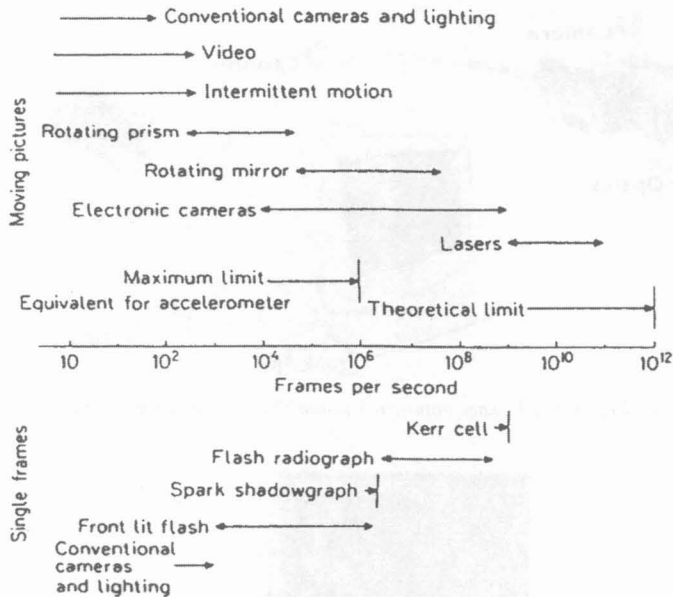 Conventional cameras and lighting
Video
Intermittent motion
Rotating prism
Rotating mirror
Electronic cameras
Lasers
Maximum limit
Equivalent for accelerometer
Theoretical limit
Moving pictures
10 10² 10⁴ 10⁶ 10⁸ 10¹⁰ 10¹²
Frames per second
Kerr cell
Flash radiograph
Spark shadowgraph
Front lit flash
Conventional
cameras
and lighting
Single frames